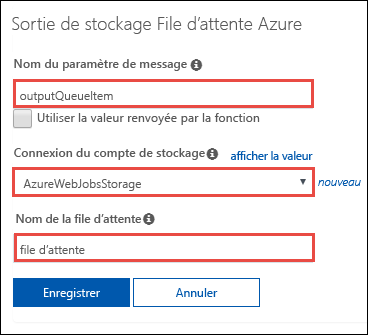 Sortie de stockage File d'attente Azure
Nom du paramètre de message
outputQueueItem
Utiliser la valeur renvoyée par la fonction
Connexion du compte de stockage afficher la valeur
AzureWebJobsStorage nouveau
Nom de la file d'attente
file d'attente
Enregistrer Annuler